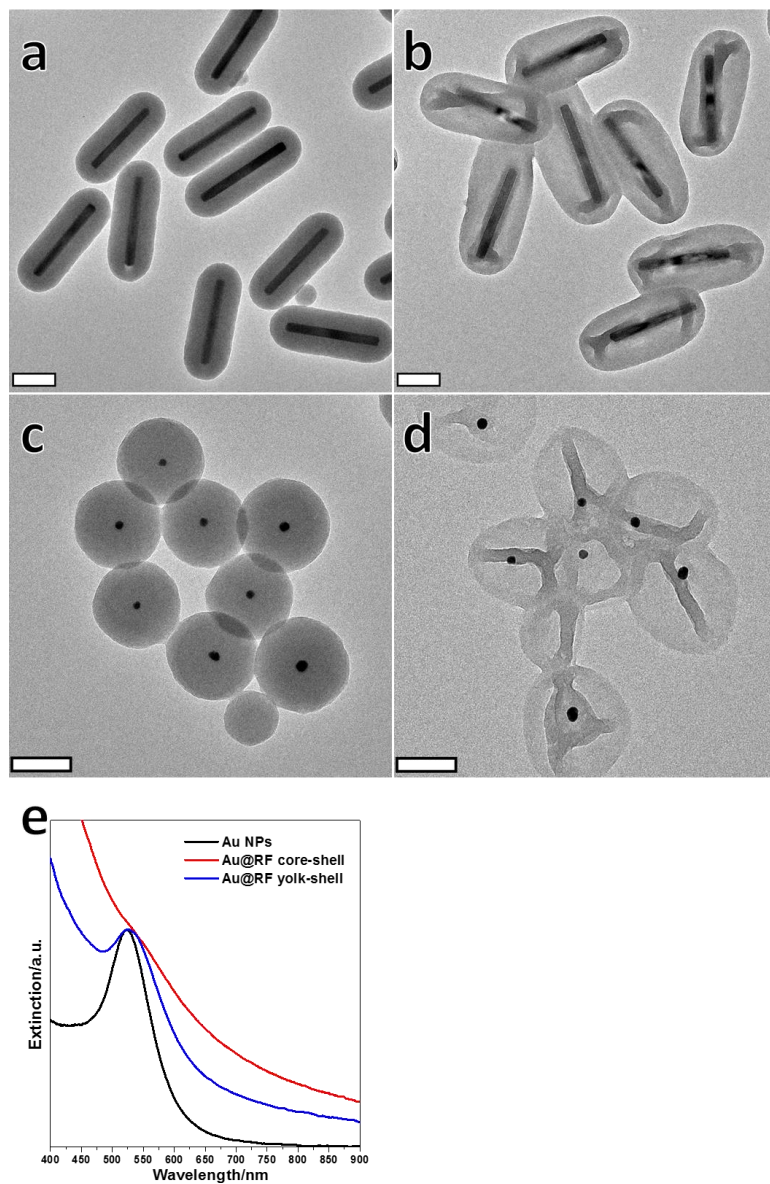 a
b
c
d
e
Au NPs
Au@RF core-shell
Au@RF yolk-shell
Extinction/a.u.
400 450 500 550 600 650 700 750 800 850 900
Wavelength/nm